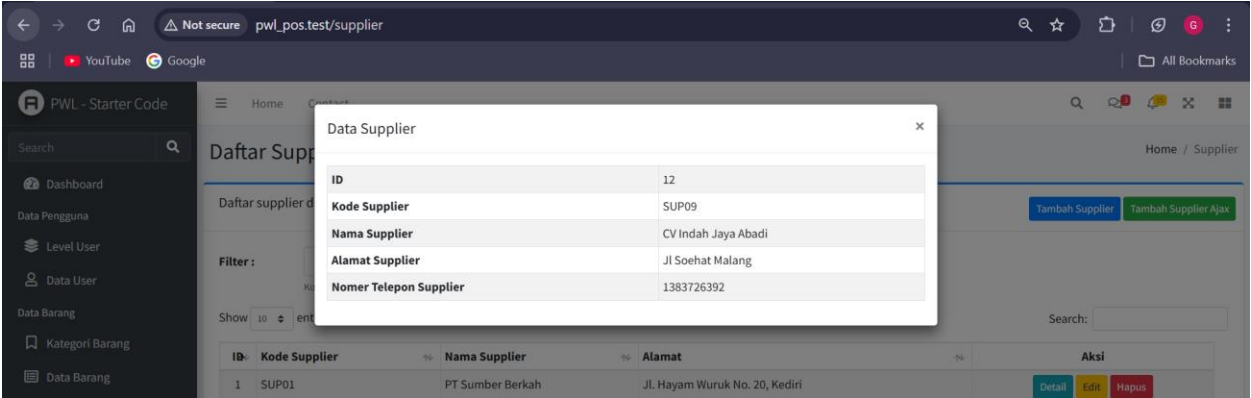 Not secure pwl_pos.test/supplier G
YouTube Google All Bookmarks
PWL - Starter Code Home Contact
Data Supplier ×
Search Daftar Supp Home / Supplier
ID 12
Dashboard
Daftar supplier d Kode Supplier SUP09 Tambah Supplier Tambah Supplier Ajax
Data Pengguna
Nama Supplier CV Indah Jaya Abadi
Level User
Filter : Alamat Supplier Jl Soehat Malang
Data User
Nomer Telepon Supplier 1383726392
Data Barang
Show 10 ent Search:
Kategori Barang
ID Kode Supplier Nama Supplier Alamat Aksi
Data Barang 1 SUP01 PT Sumber Berkah Jl. Hayam Wuruk No. 20, Kediri Detail Edit Hapus